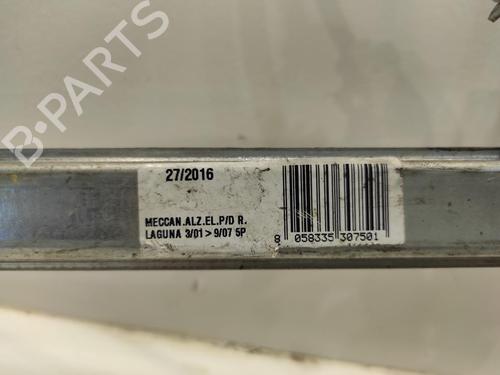 B-PARTS
27/2016
MECCAN.ALZ.EL.P/D R.
LAGUNA 3/01 > 9/07 5P
8 058335 307501